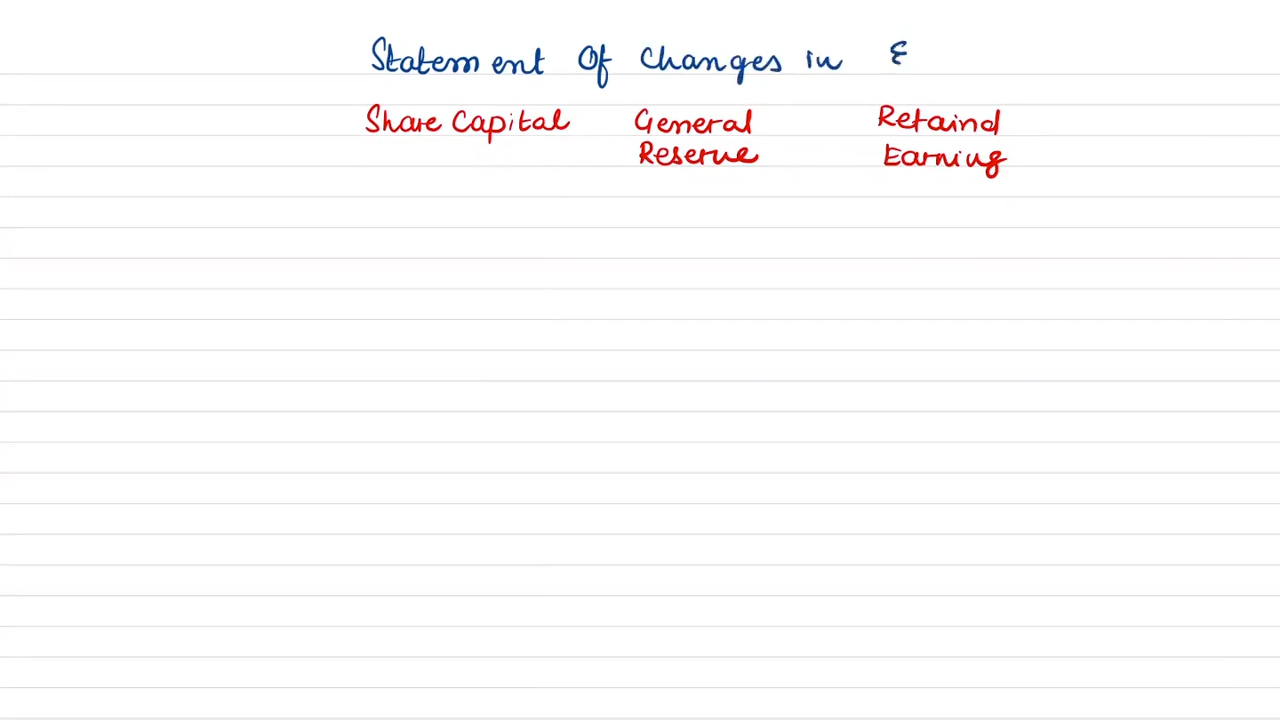 Statement Of Changes in E
Share Capital General Retaind
Reserve Earning